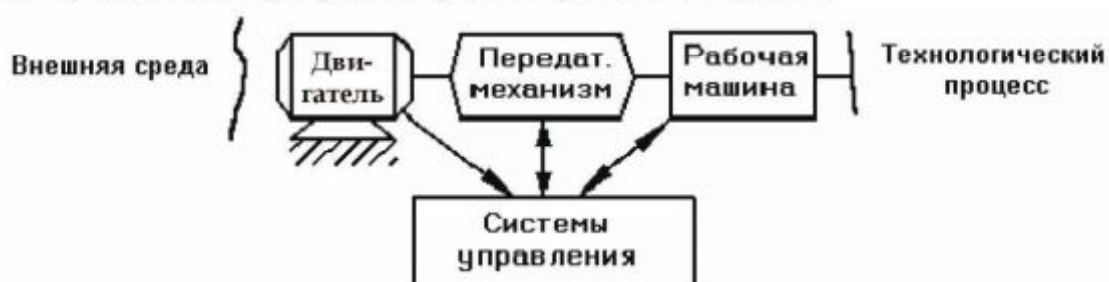 Внешняя среда
Дви-
гатель
Передат.
механизм
Рабочая
машина
Технологический
процесс
Системы
управления